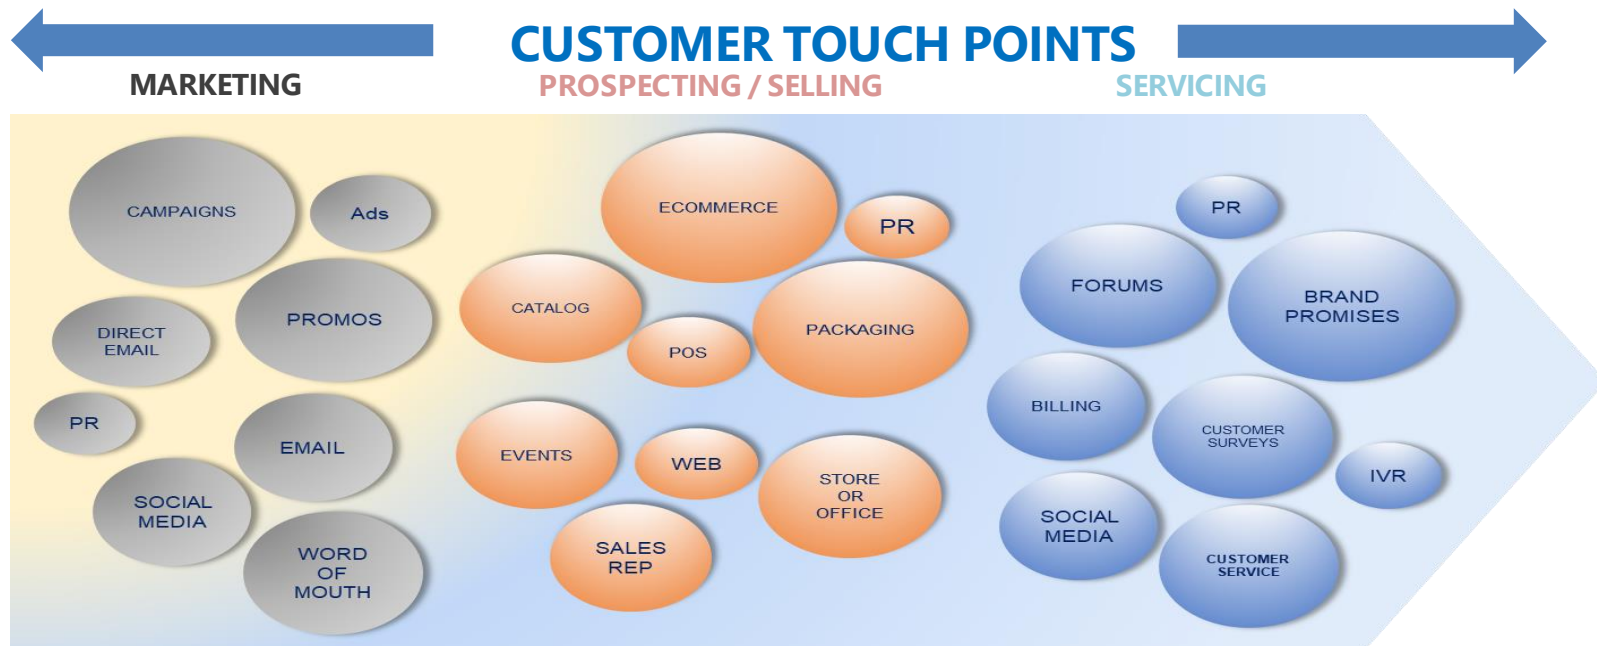 CUSTOMER TOUCH POINTS
MARKETING
PROSPECTING / SELLING
SERVICING
CAMPAIGNS
Ads
DIRECT
EMAIL
PROMOS
PR
EMAIL
SOCIAL
MEDIA
WORD
OF
MOUTH
ECOMMERCE
PR
CATALOG
POS
PACKAGING
EVENTS
WEB
STORE
OR
OFFICE
SALES
REP
PR
FORUMS
BRAND
PROMISES
BILLING
CUSTOMER
SURVEYS
IVR
SOCIAL
MEDIA
CUSTOMER
SERVICE